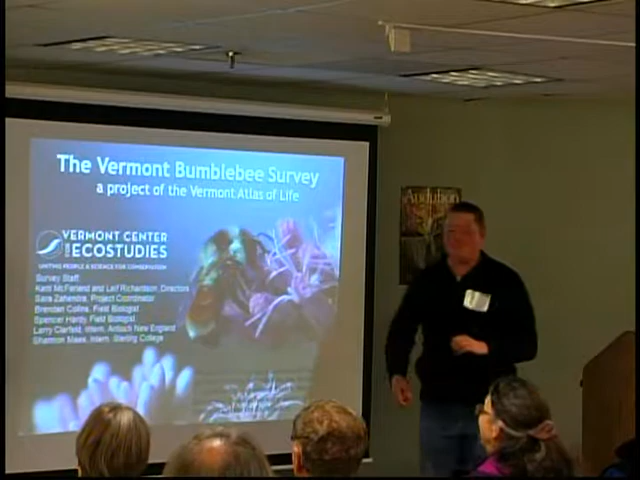 The Vermont Bumblebee Survey
a project of the Vermont Atlas of Life
VERMONT CENTER
FOR ECOSTUDIES
UNITING PEOPLE & SCIENCE FOR CONSERVATION
Survey Staff
Kent McFarland and Leif Richardson, Directors
Sara Zahendra, Project Coordinator
Brendan Collins, Field Biologist
Spencer Hardy, Field Biologist
Larry Clarfeld, Intern, Antioch New England
Shannon Maes, Intern, Sterling College
Audubon